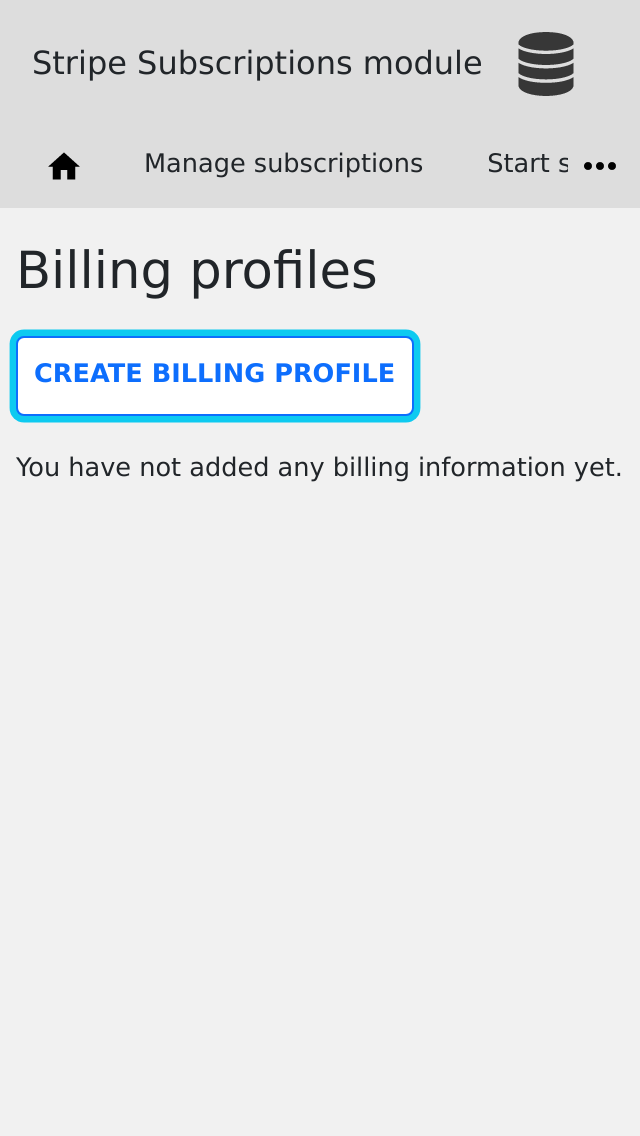 Stripe Subscriptions module
Manage subscriptions
Start s
Billing profiles
CREATE BILLING PROFILE
You have not added any billing information yet.